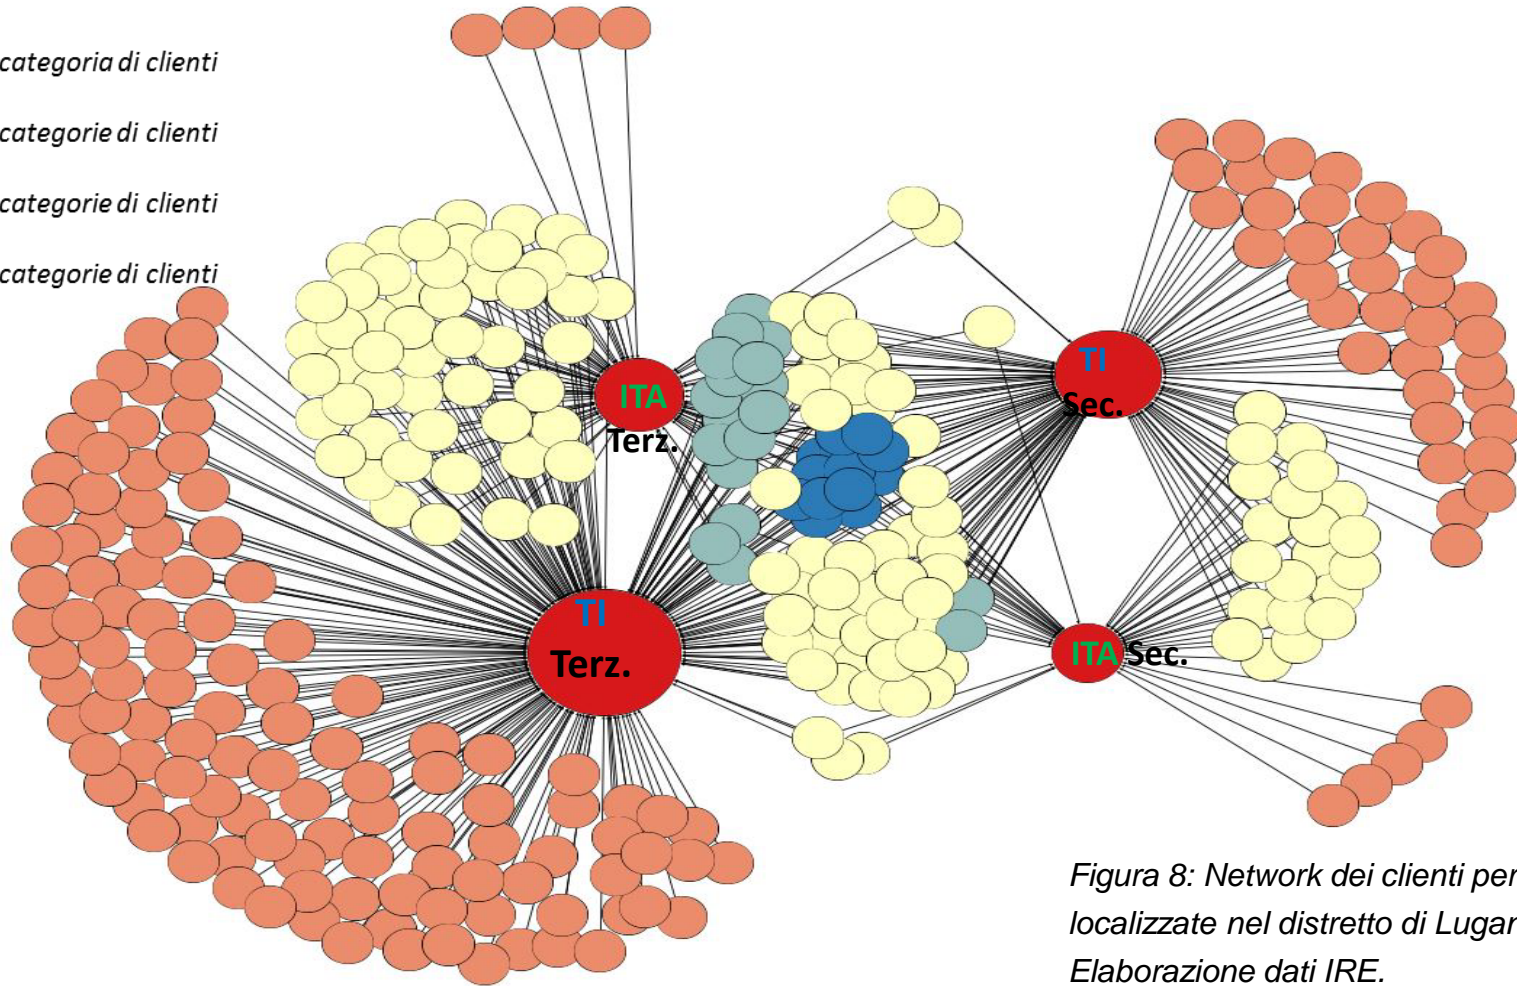 categoria di clienti
categorie di clienti
categorie di clienti
categorie di clienti
TI
Sec.
ITA
Terz.
TI
Terz.
ITA Sec.
Figura 8: Network dei clienti per
localizzate nel distretto di Lugar
Elaborazione dati IRE.